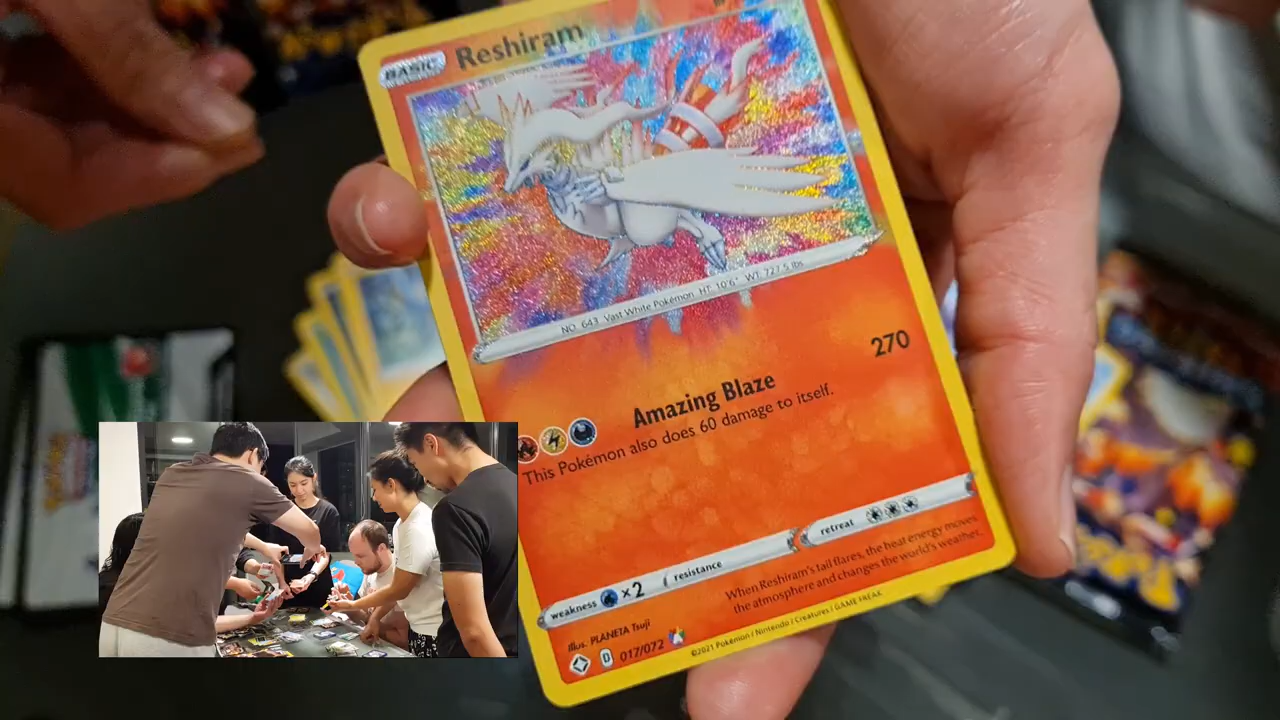 BASIC
Reshiram
NO. 643 Vast White Pokémon HT: 10'6" WT: 727.5 lbs
Amazing Blaze
270
This Pokémon also does 60 damage to itself.
weakness ×2 resistance retreat
When Reshiram's tail flares, the heat energy moves
the atmosphere and changes the world's weather.
Illus. PLANETA Tsuji
D 017/072
©2021 Pokémon / Nintendo / Creatures / GAME FREAK